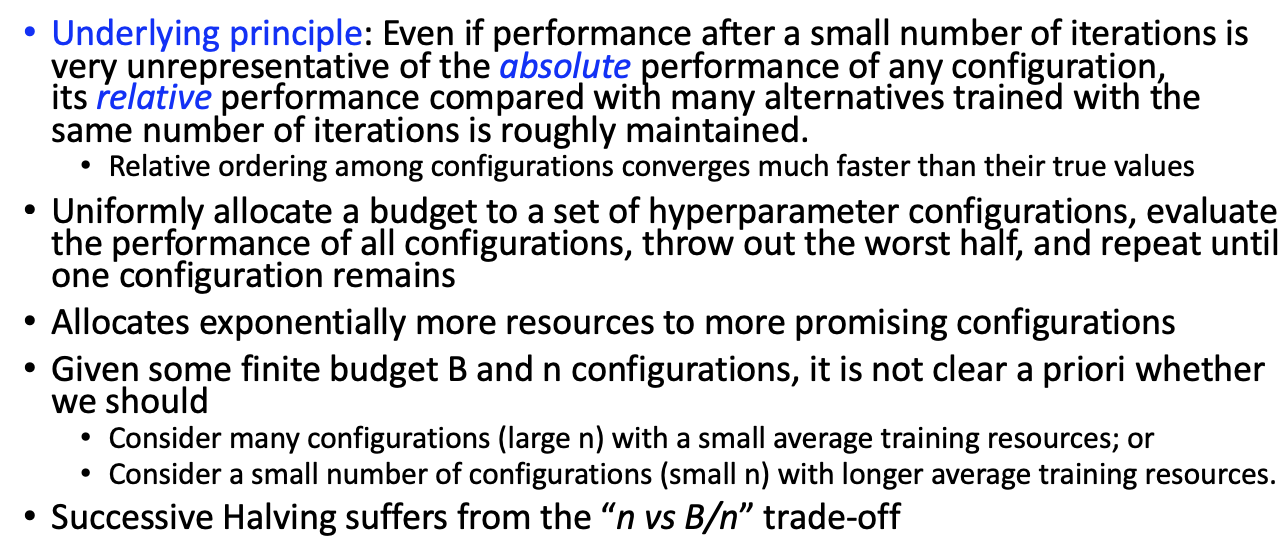 • Underlying principle: Even if performance after a small number of iterations is
very unrepresentative of the absolute performance of any configuration,
its relative performance compared with many alternatives trained with the
same number of iterations is roughly maintained.
• Relative ordering among configurations converges much faster than their true values
• Uniformly allocate a budget to a set of hyperparameter configurations, evaluate
the performance of all configurations, throw out the worst half, and repeat until
one configuration remains
• Allocates exponentially more resources to more promising configurations
• Given some finite budget B and n configurations, it is not clear a priori whether
we should
• Consider many configurations (large n) with a small average training resources; or
• Consider a small number of configurations (small n) with longer average training resources.
• Successive Halving suffers from the “n vs B/n” trade-off